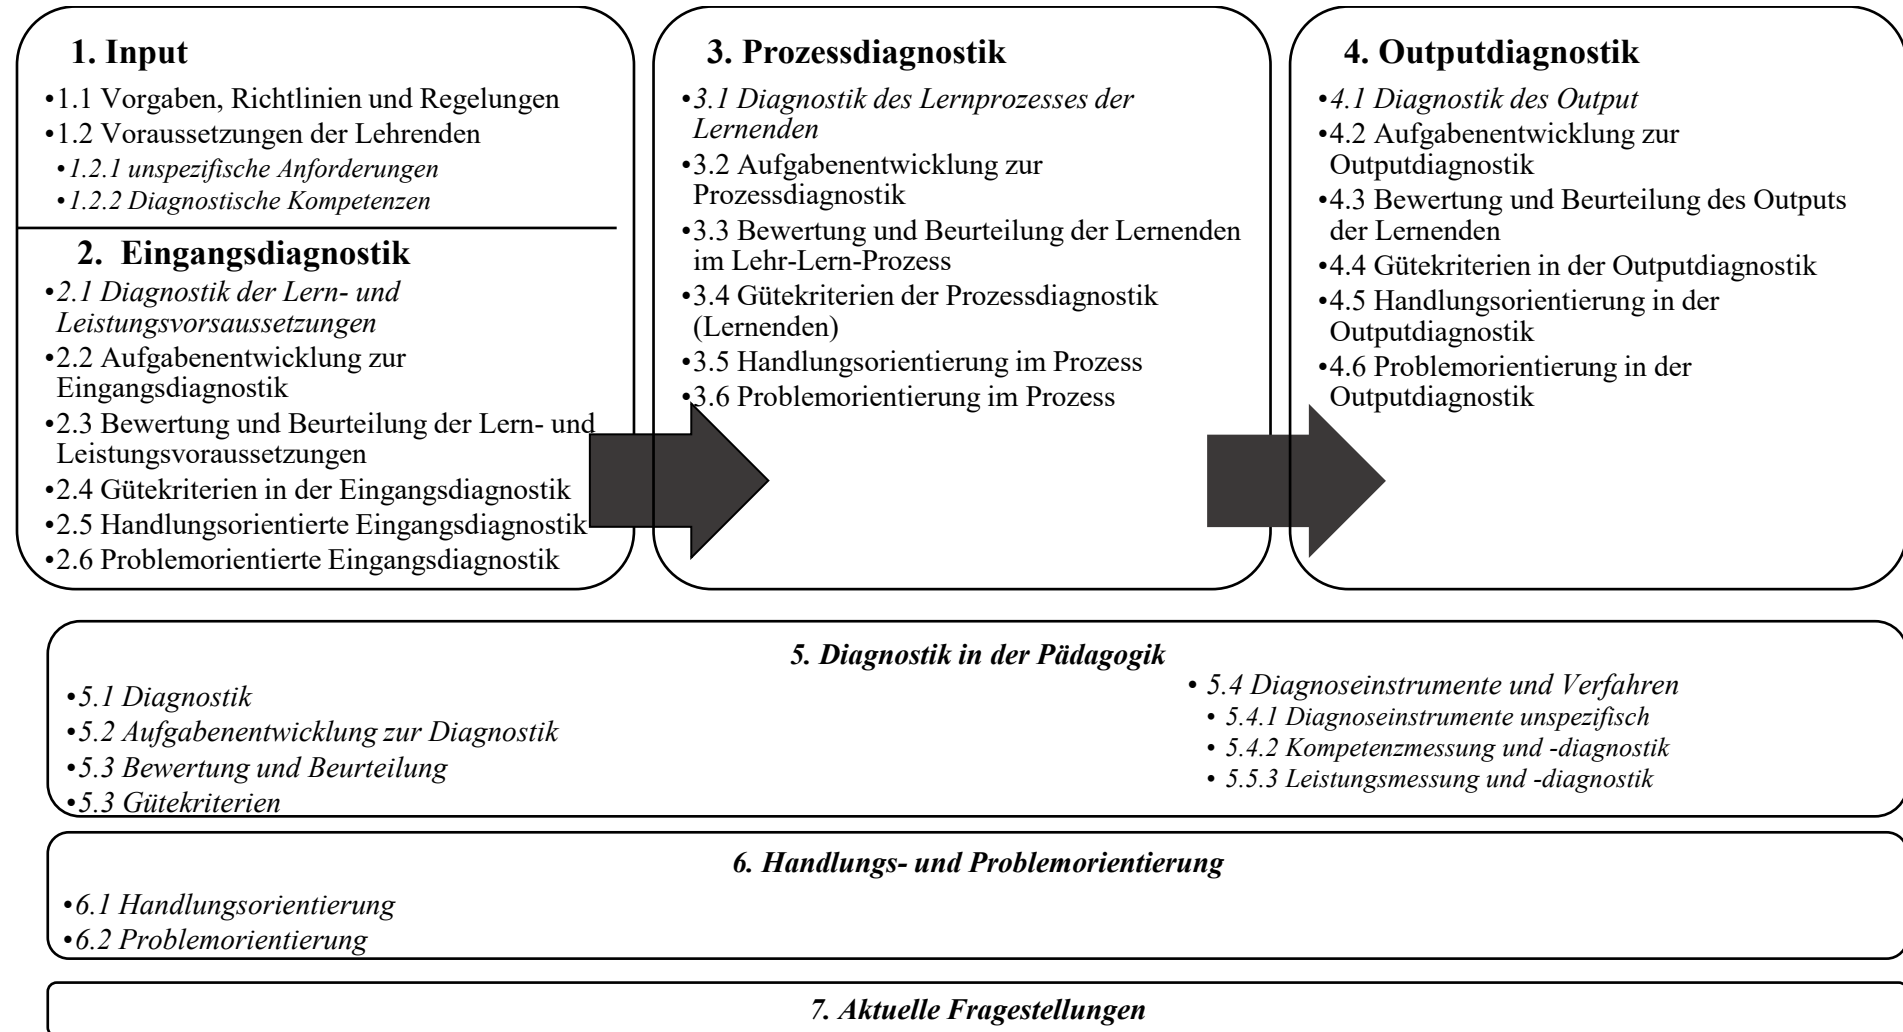 1. Input
•1.1 Vorgaben, Richtlinien und Regelungen
•1.2 Voraussetzungen der Lehrenden
•1.2.1 unspezifische Anforderungen
•1.2.2 Diagnostische Kompetenzen
2. Eingangsdiagnostik
•2.1 Diagnostik der Lern- und
Leistungsvorsaussetzungen
•2.2 Aufgabenentwicklung zur
Eingangsdiagnostik
•2.3 Bewertung und Beurteilung der Lern- und
Leistungsvoraussetzungen
•2.4 Gütekriterien in der Eingangsdiagnostik
•2.5 Handlungsorientierte Eingangsdiagnostik
•2.6 Problemorientierte Eingangsdiagnostik
3. Prozessdiagnostik
•3.1 Diagnostik des Lernprozesses der
Lernenden
•3.2 Aufgabenentwicklung zur
Prozessdiagnostik
•3.3 Bewertung und Beurteilung der Lernenden
im Lehr-Lern-Prozess
•3.4 Gütekriterien der Prozessdiagnostik
(Lernenden)
•3.5 Handlungsorientierung im Prozess
•3.6 Problemorientierung im Prozess
4. Outputdiagnostik
•4.1 Diagnostik des Output
•4.2 Aufgabenentwicklung zur
Outputdiagnostik
•4.3 Bewertung und Beurteilung des Outputs
der Lernenden
•4.4 Gütekriterien in der Outputdiagnostik
•4.5 Handlungsorientierung in der
Outputdiagnostik
•4.6 Problemorientierung in der
Outputdiagnostik
5. Diagnostik in der Pädagogik
•5.1 Diagnostik
•5.2 Aufgabenentwicklung zur Diagnostik
•5.3 Bewertung und Beurteilung
•5.3 Gütekriterien
• 5.4 Diagnoseinstrumente und Verfahren
• 5.4.1 Diagnoseinstrumente unspezifisch
• 5.4.2 Kompetenzmessung und -diagnostik
• 5.5.3 Leistungsmessung und -diagnostik
6. Handlungs- und Problemorientierung
•6.1 Handlungsorientierung
•6.2 Problemorientierung
7. Aktuelle Fragestellungen